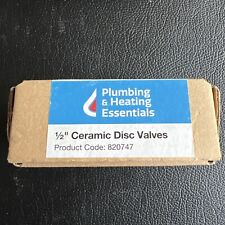 Plumbing
& Heating
Essentials
½" Ceramic Disc Valves
Product Code: 820747